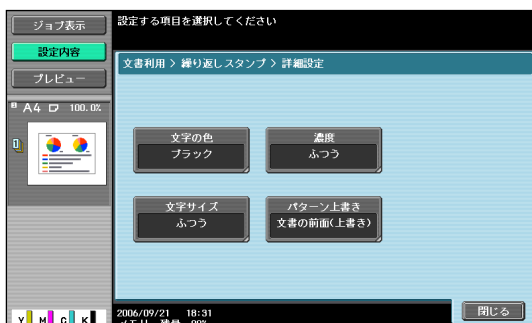 ジョブ表示
設定する項目を選択してください
設定内容
プレビュー
文書利用 > 繰り返しスタンプ > 詳細設定
A4 100.0%
文字の色
ブラック
濃度
ふつう
文字サイズ
ふつう
パターン上書き
文書の前面(上書き)
閉じる
2006/09/21 18:31
Y M C K